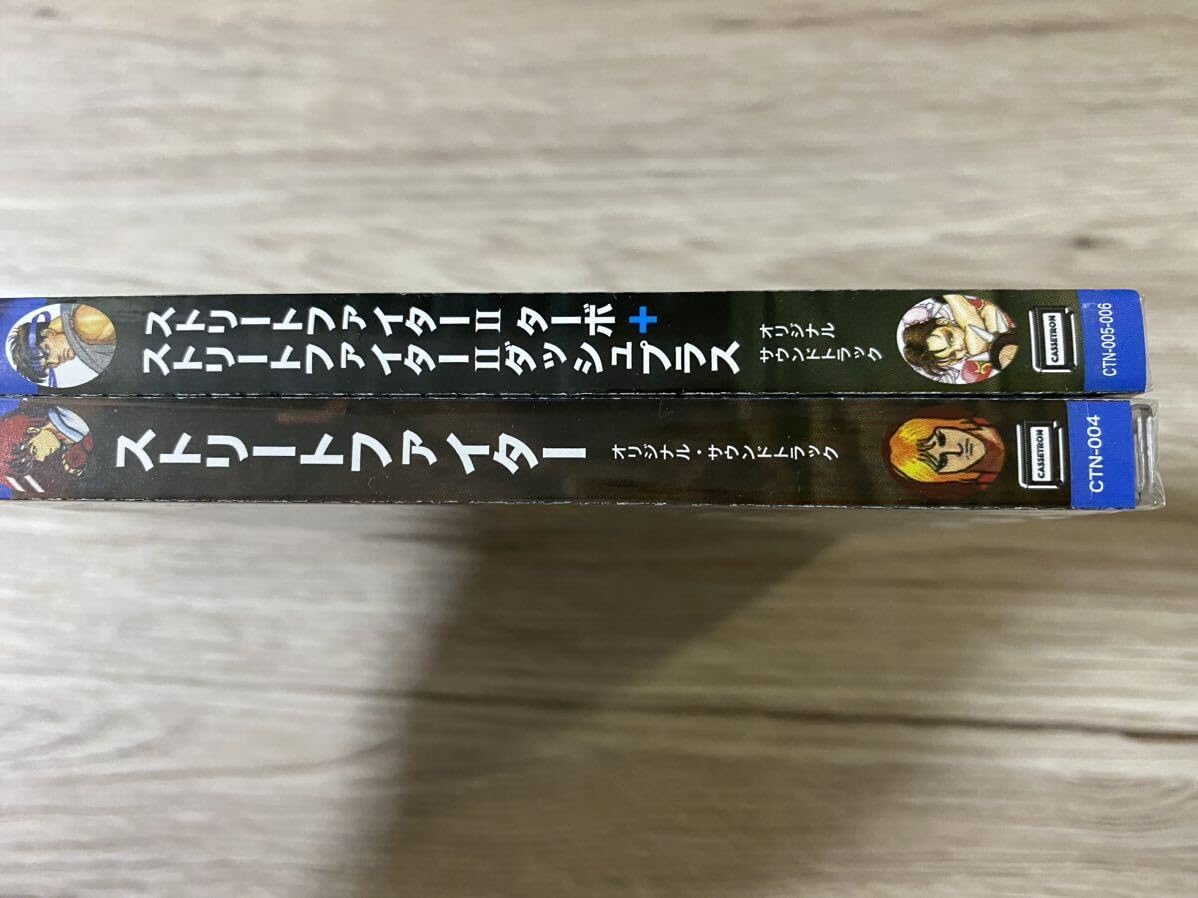 ストリートファイターII ターボ+
ストリートファイターIIダッシュプラス
オリジナル
サウンドトラック
CASSETRON
CTN-005-006
ストリートファイター
オリジナル・サウンドトラック
CASSETRON
CTN-004